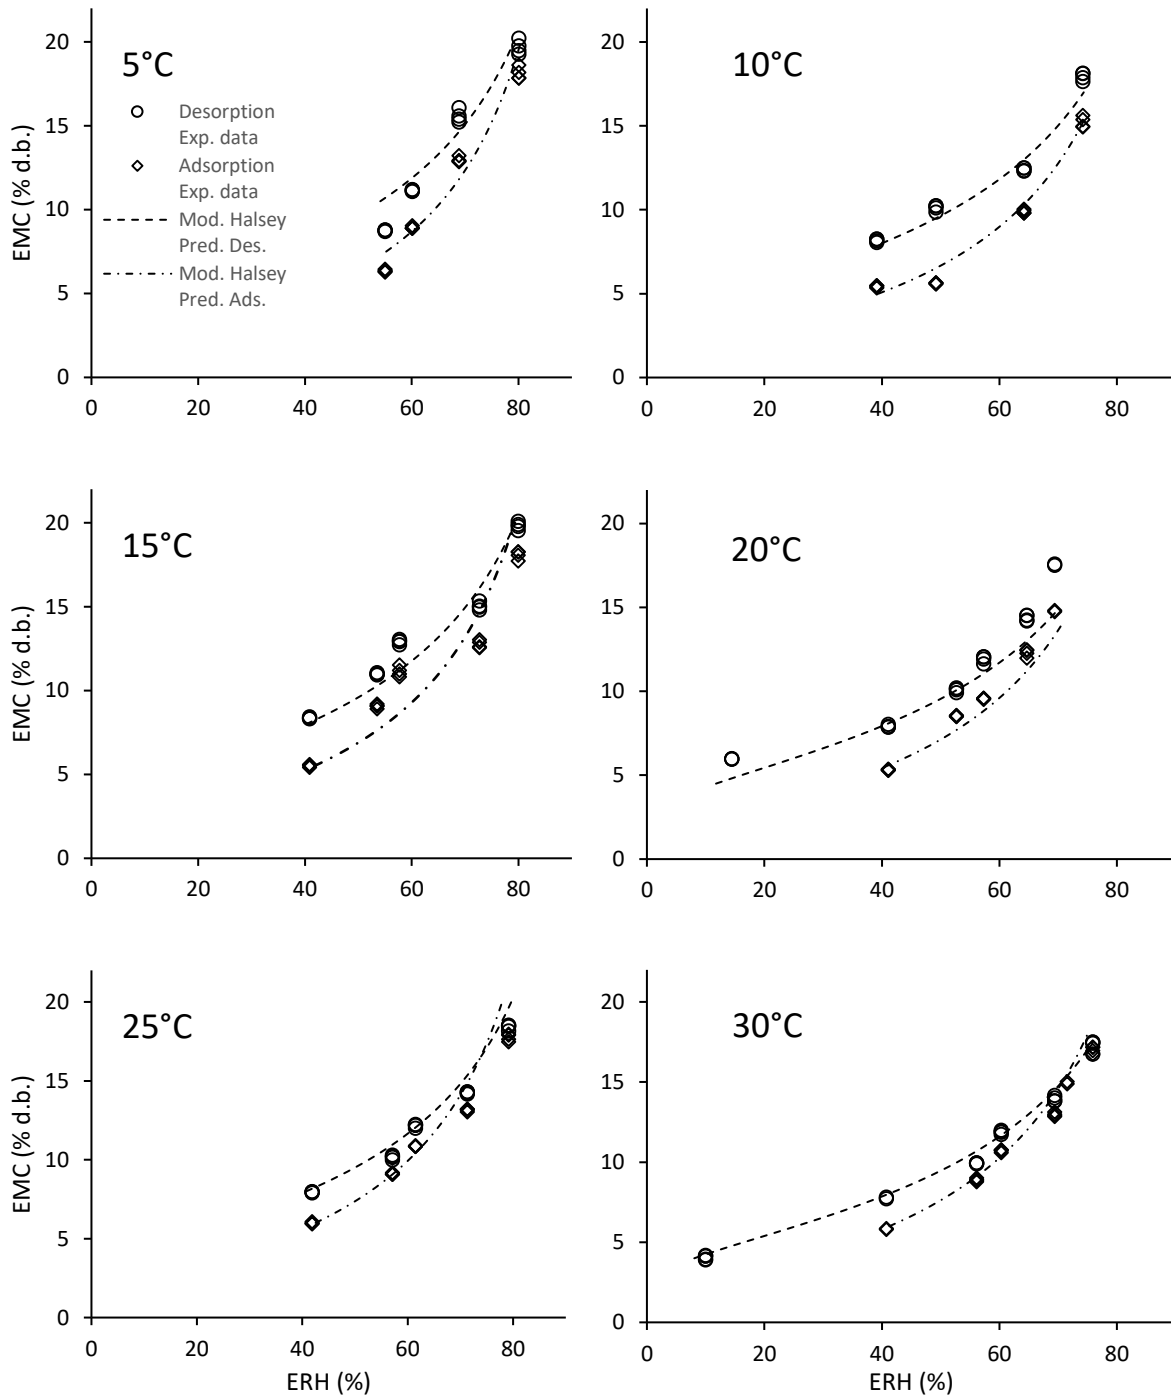 20
15
10
5
0
EMC (% d.b.)
5°C
Desorption
Exp. data
Adsorption
Exp. data
Mod. Halsey
Pred. Des.
Mod. Halsey
Pred. Ads.
0 20 40 60 80
20
15
10
5
0
10°C
0 20 40 60 80
20
15
10
5
0
EMC (% d.b.)
15°C
0 20 40 60 80
20
15
10
5
0
20°C
0 20 40 60 80
20
15
10
5
0
EMC (% d.b.)
25°C
0 20 40 60 80
ERH (%)
20
15
10
5
0
30°C
0 20 40 60 80
ERH (%)